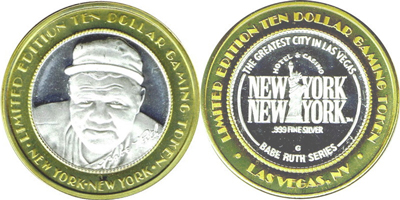 LIMITED EDITION TEN DOLLAR GAMING TOKEN
• NEW YORK•NEW YORK •
LIMITED EDITION TEN DOLLAR GAMING TOKEN
THE GREATEST CITY IN LAS VEGAS
HOTEL & CASINO
NEW YORK
NEW YORK
.999 FINE SILVER
G
BABE RUTH SERIES
• LAS VEGAS, NV •